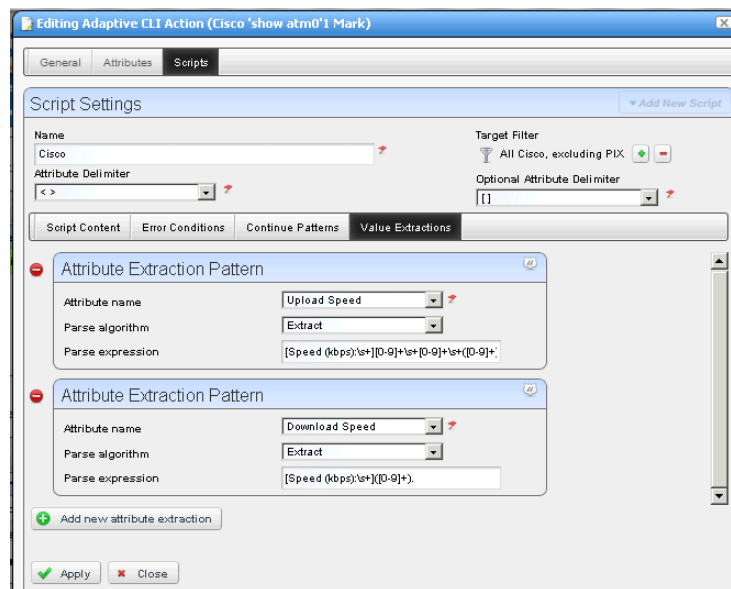 Editing Adaptive CLI Action (Cisco 'show atm0'1 Mark)
General Attributes Scripts
Script Settings
Add New Script
Name
Target Filter
Cisco
All Cisco, excluding PIX
Attribute Delimiter
Optional Attribute Delimiter
< >
[ ]
Script Content Error Conditions Continue Patterns Value Extractions
Attribute Extraction Pattern
Attribute name Upload Speed
Parse algorithm Extract
Parse expression [Speed (kbps):\s+][0-9]+\s+[0-9]+\s+([0-9]+
Attribute Extraction Pattern
Attribute name Download Speed
Parse algorithm Extract
Parse expression [Speed (kbps):\s+]([0-9]+).
Add new attribute extraction
Apply Close